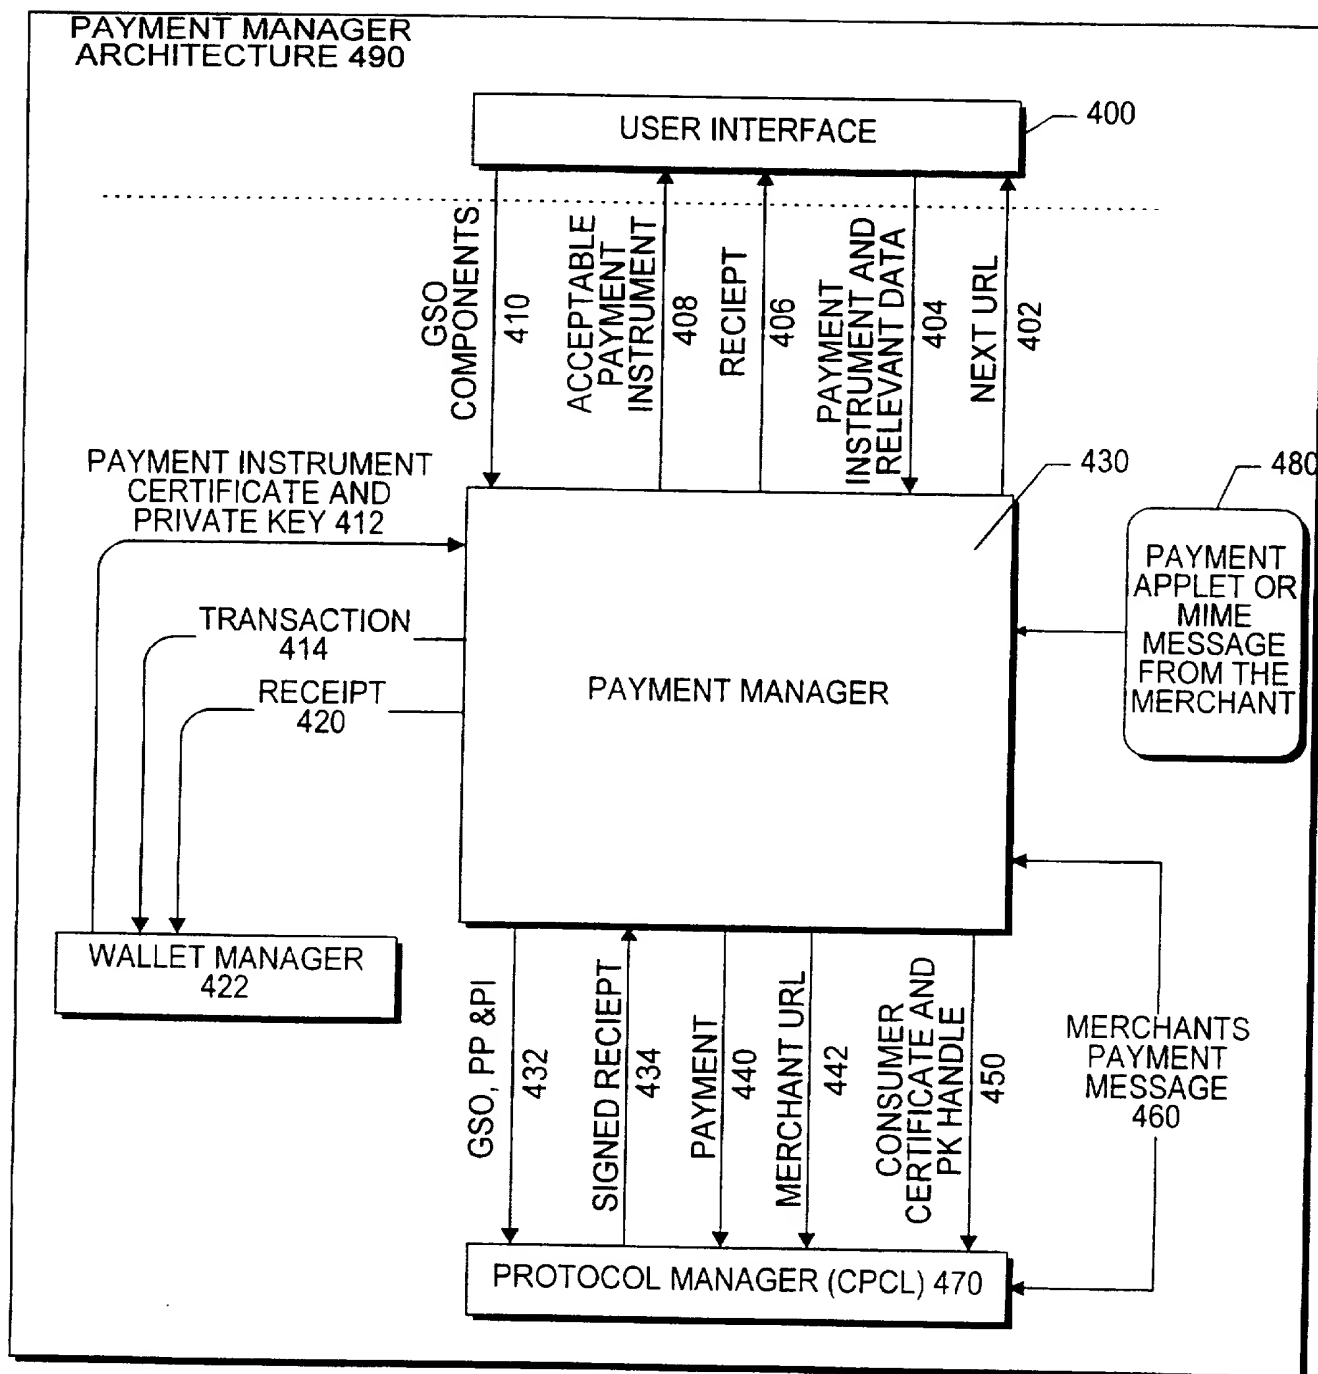 PAYMENT MANAGER
ARCHITECTURE 490
USER INTERFACE
400
GSO
COMPONENTS
410
ACCEPTABLE
PAYMENT
INSTRUMENT
408
RECIEPT
406
PAYMENT
INSTRUMENT AND
RELEVANT DATA
404
NEXT URL
402
PAYMENT INSTRUMENT
CERTIFICATE AND
PRIVATE KEY 412
430
480
PAYMENT
APPLET OR
MIME
MESSAGE
FROM THE
MERCHANT
TRANSACTION
414
RECEIPT
420
PAYMENT MANAGER
WALLET MANAGER
422
GSO, PP &PI
432
SIGNED RECIEPT
434
PAYMENT
440
MERCHANT URL
442
CONSUMER
CERTIFICATE AND
PK HANDLE
450
MERCHANTS
PAYMENT
MESSAGE
460
PROTOCOL MANAGER (CPCL) 470